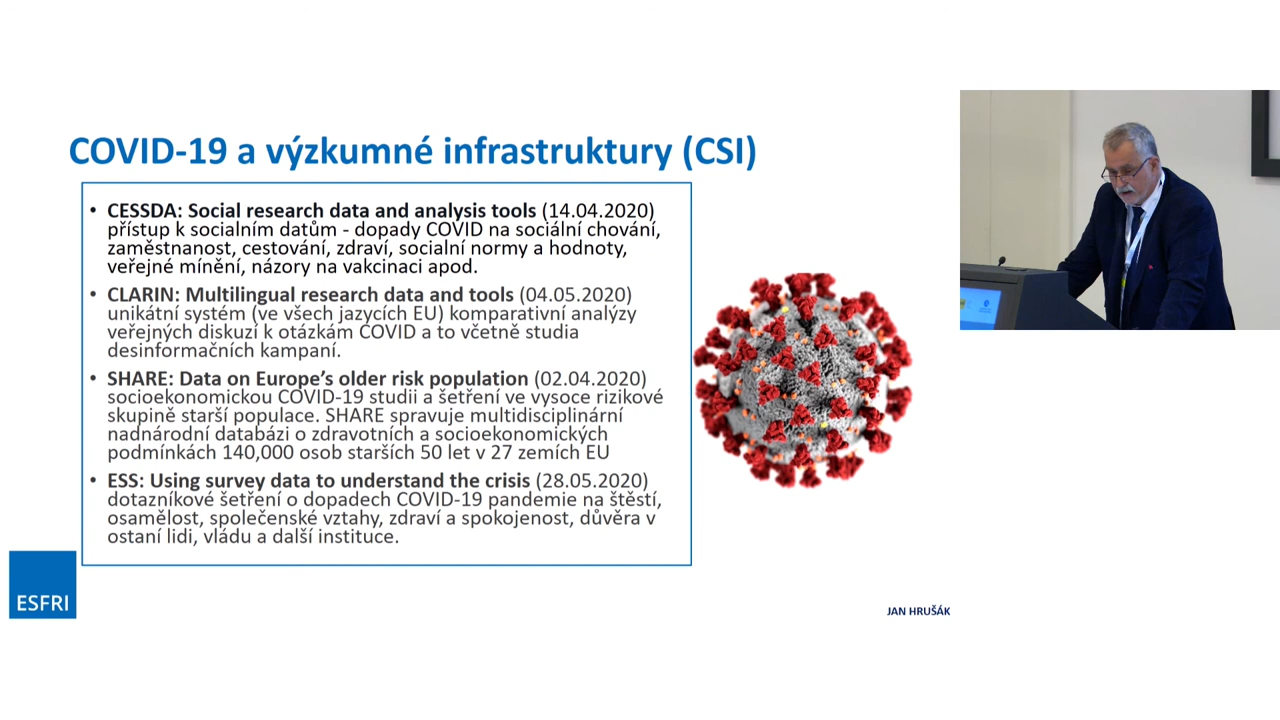 COVID-19 a výzkumné infrastruktury (CSI)
• CESSDA: Social research data and analysis tools (14.04.2020)
přístup k socialním datům - dopady COVID na sociální chování,
zaměstnanost, cestování, zdraví, socialní normy a hodnoty,
veřejné mínění, názory na vakcinaci apod.
• CLARIN: Multilingual research data and tools (04.05.2020)
unikátní systém (ve všech jazycích EU) komparativní analýzy
veřejných diskuzí k otázkám COVID a to včetně studia
desinformačních kampaní.
• SHARE: Data on Europe’s older risk population (02.04.2020)
socioekonomickou COVID-19 studii a šetření ve vysoce rizikové
skupině starší populace. SHARE spravuje multidisciplinární
nadnárodní databázi o zdravotních a socioekonomických
podmínkách 140,000 osob starších 50 let v 27 zemích EU
• ESS: Using survey data to understand the crisis (28.05.2020)
dotazníkové šetření o dopadech COVID-19 pandemie na štěstí,
osamělost, společenské vztahy, zdraví a spokojenost, důvěra v
ostaní lidi, vládu a další instituce.
ESFRI
JAN HRUŠÁK